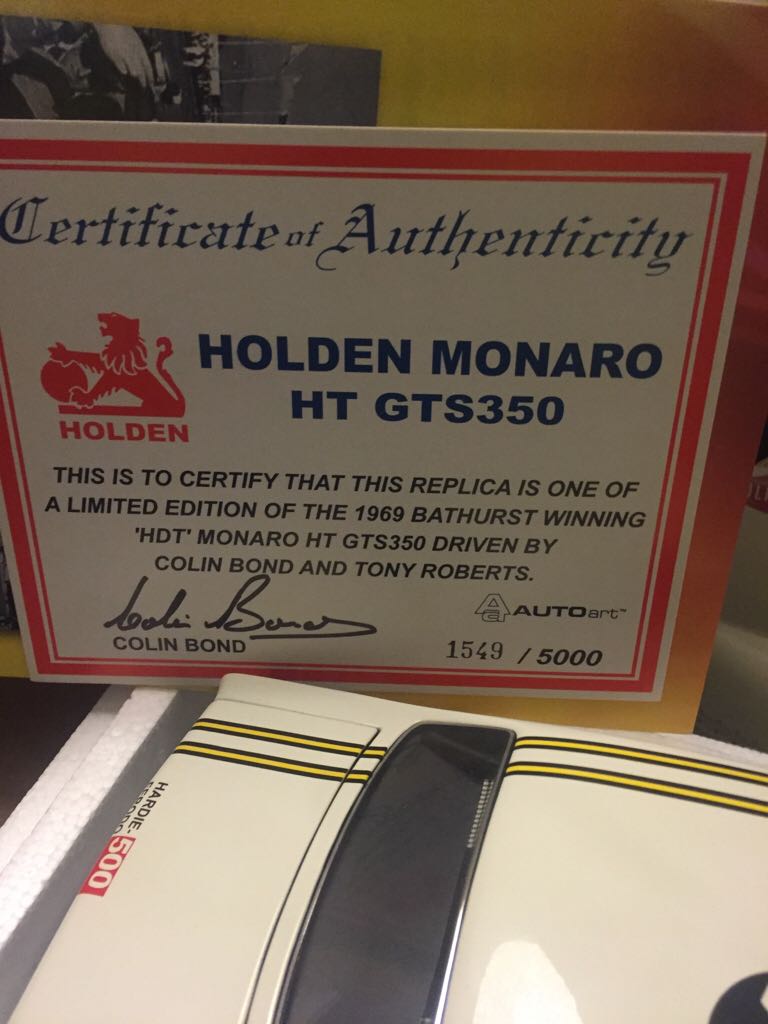 Certificate of Authenticity
HOLDEN MONARO
HT GTS350
HOLDEN
THIS IS TO CERTIFY THAT THIS REPLICA IS ONE OF
A LIMITED EDITION OF THE 1969 BATHURST WINNING
'HDT' MONARO HT GTS350 DRIVEN BY
COLIN BOND AND TONY ROBERTS.
Colin Bond
COLIN BOND
AUTOart™
1549 / 5000
HARDIE-
FERODO
500